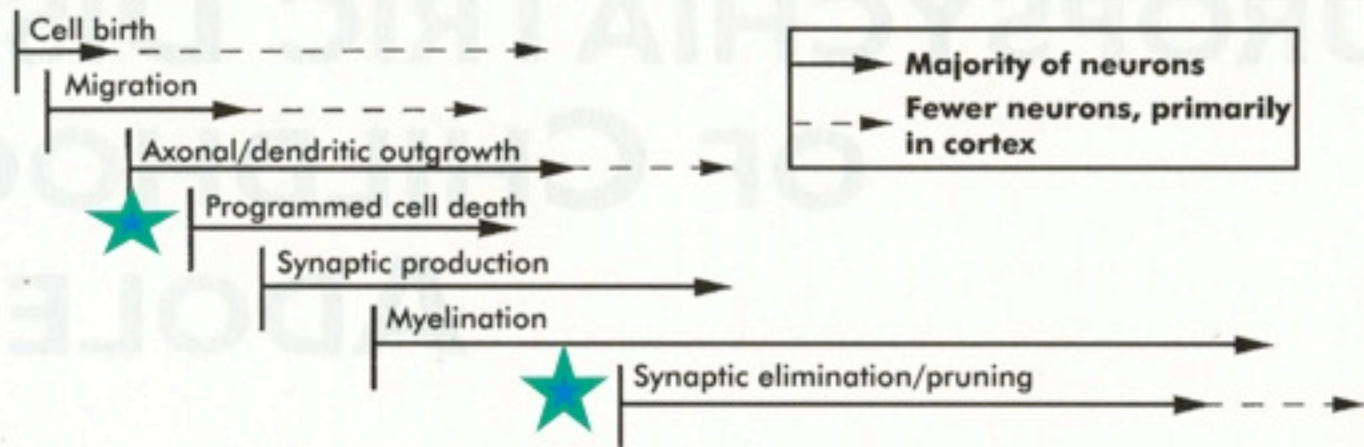 Cell birth
Migration
Axonal/dendritic outgrowth
Programmed cell death
Synaptic production
Myelination
Synaptic elimination/pruning
Majority of neurons
Fewer neurons, primarily
in cortex